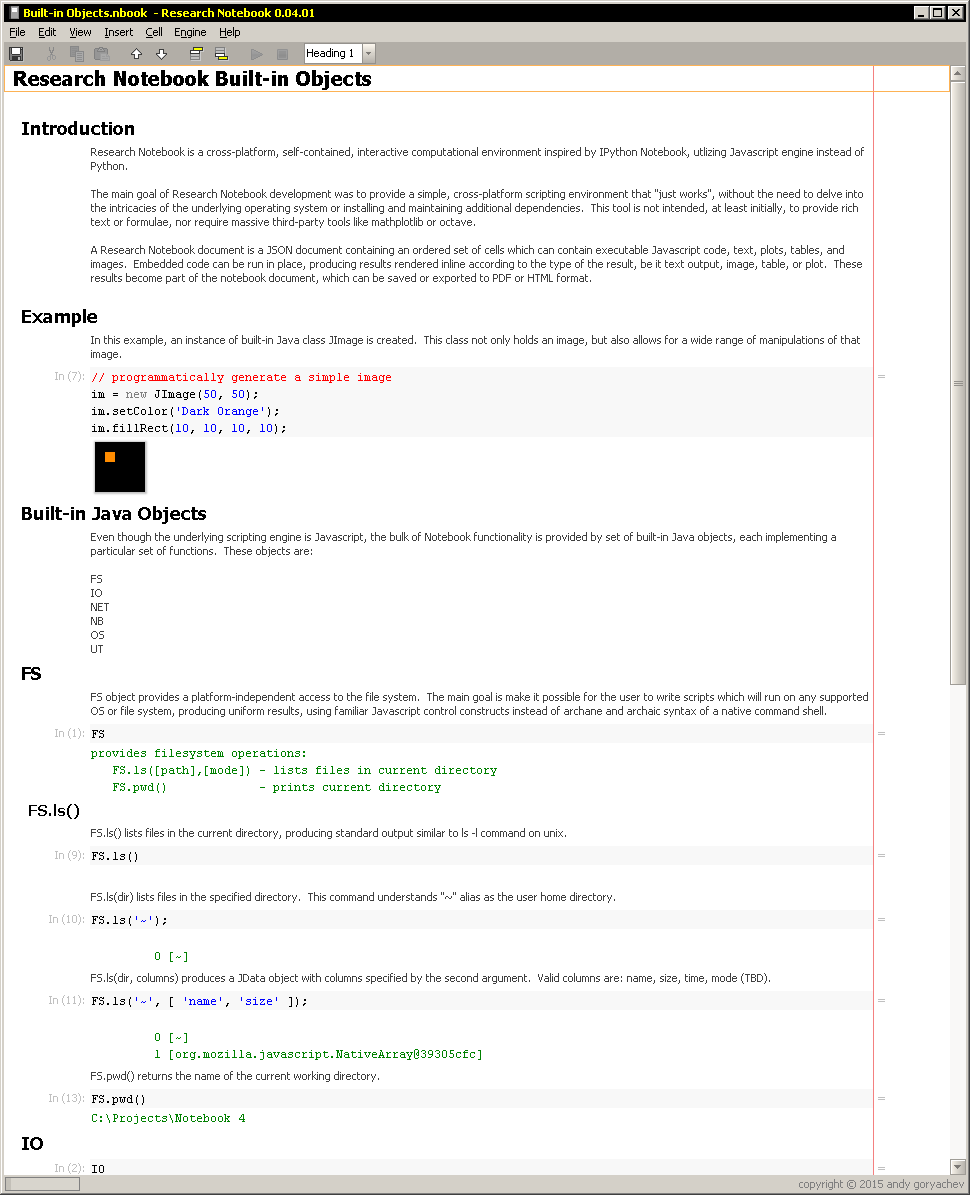 Built-in Objects.nbook - Research Notebook 0.04.01
File Edit View Insert Cell Engine Help
Heading 1
Research Notebook Built-in Objects
Introduction
Research Notebook is a cross-platform, self-contained, interactive computational environment inspired by IPython Notebook, utlizing Javascript engine instead of
Python.
The main goal of Research Notebook development was to provide a simple, cross-platform scripting environment that "just works", without the need to delve into
the intricacies of the underlying operating system or installing and maintaining additional dependencies. This tool is not intended, at least initially, to provide rich
text or formulae, nor require massive third-party tools like mathplotlib or octave.
A Research Notebook document is a JSON document containing an ordered set of cells which can contain executable Javascript code, text, plots, tables, and
images. Embedded code can be run in place, producing results rendered inline according to the type of the result, be it text output, image, table, or plot. These
results become part of the notebook document, which can be saved or exported to PDF or HTML format.
Example
In this example, an instance of built-in Java class JImage is created. This class not only holds an image, but also allows for a wide range of manipulations of that
image.
In (7): // programmatically generate a simple image =
im = new JImage(50, 50);
im.setColor('Dark Orange');
im.fillRect(10, 10, 10, 10);
Built-in Java Objects
Even though the underlying scripting engine is Javascript, the bulk of Notebook functionality is provided by set of built-in Java objects, each implementing a
particular set of functions. These objects are:
FS
IO
NET
NB
OS
UT
FS
FS object provides a platform-independent access to the file system. The main goal is make it possible for the user to write scripts which will run on any supported
OS or file system, producing uniform results, using familiar Javascript control constructs instead of archane and archaic syntax of a native command shell.
In (1): FS =
provides filesystem operations:
FS.ls([path],[mode]) - lists files in current directory
FS.pwd() - prints current directory
FS.ls()
FS.ls() lists files in the current directory, producing standard output similar to ls -l command on unix.
In (9): FS.ls() =
FS.ls(dir) lists files in the specified directory. This command understands "~" alias as the user home directory.
In (10): FS.ls('~'); =
0 [~]
FS.ls(dir, columns) produces a JData object with columns specified by the second argument. Valid columns are: name, size, time, mode (TBD).
In (11): FS.ls('~', [ 'name', 'size' ]); =
0 [~]
1 [org.mozilla.javascript.NativeArray@39305cfc]
FS.pwd() returns the name of the current working directory.
In (13): FS.pwd() =
C:\Projects\Notebook 4
IO
In (2): IO =
copyright © 2015 andy goryachev